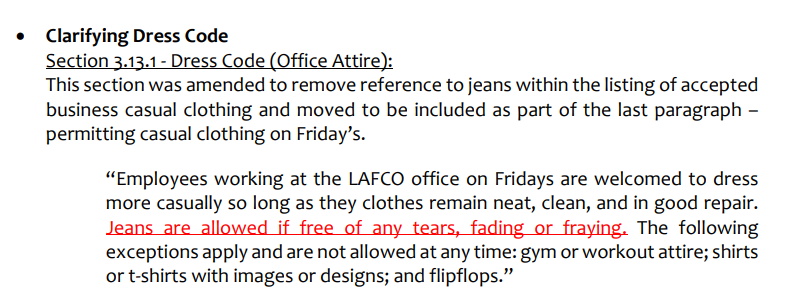 • Clarifying Dress Code
Section 3.13.1 - Dress Code (Office Attire):
This section was amended to remove reference to jeans within the listing of accepted
business casual clothing and moved to be included as part of the last paragraph –
permitting casual clothing on Friday's.
“Employees working at the LAFCO office on Fridays are welcomed to dress
more casually so long as they clothes remain neat, clean, and in good repair.
Jeans are allowed if free of any tears, fading or fraying. The following
exceptions apply and are not allowed at any time: gym or workout attire; shirts
or t-shirts with images or designs; and flipflops.”